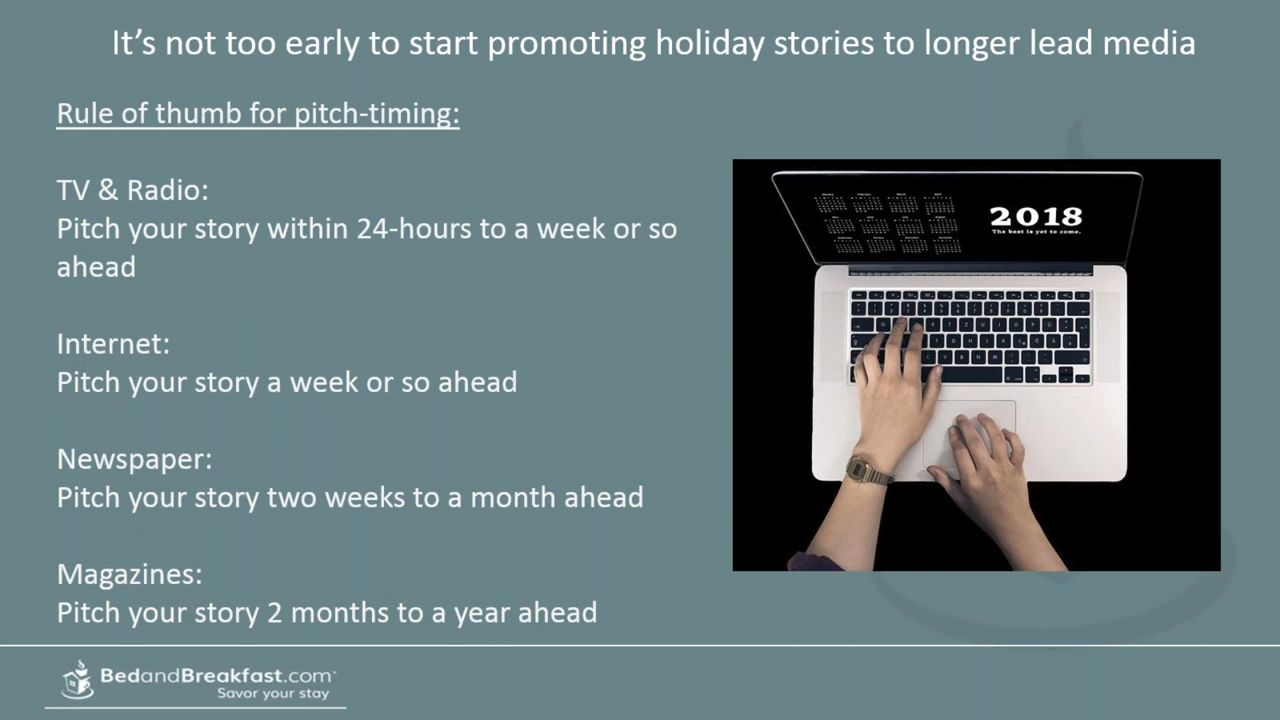 It’s not too early to start promoting holiday stories to longer lead media
Rule of thumb for pitch-timing:
TV & Radio:
Pitch your story within 24-hours to a week or so
ahead
Internet:
Pitch your story a week or so ahead
Newspaper:
Pitch your story two weeks to a month ahead
Magazines:
Pitch your story 2 months to a year ahead
2018
The best is yet to come.
BedandBreakfast.com
Savor your stay